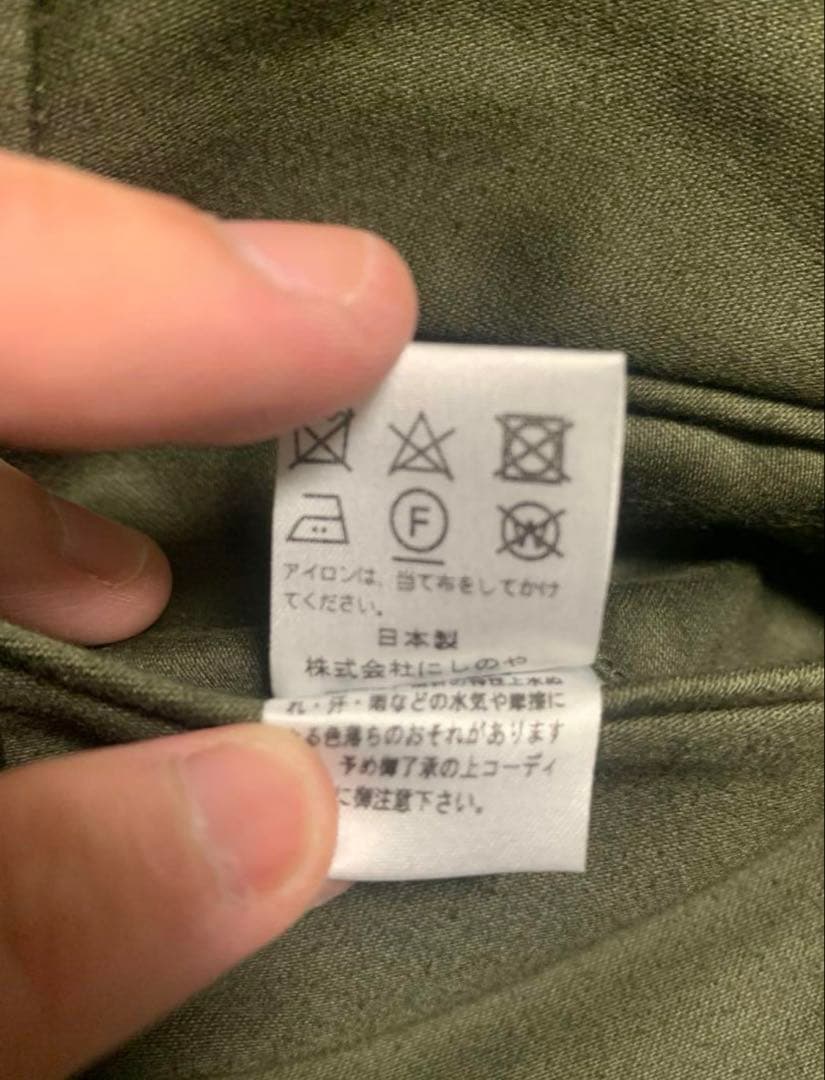 F
W
アイロンは、当て布をしてかけ
てください。
日本製
株式会社にしのや
れ・汗・雨などの水気や摩擦に
る色落ちのおそれがあります
予め御了承の上コーディ
に御注意下さい。